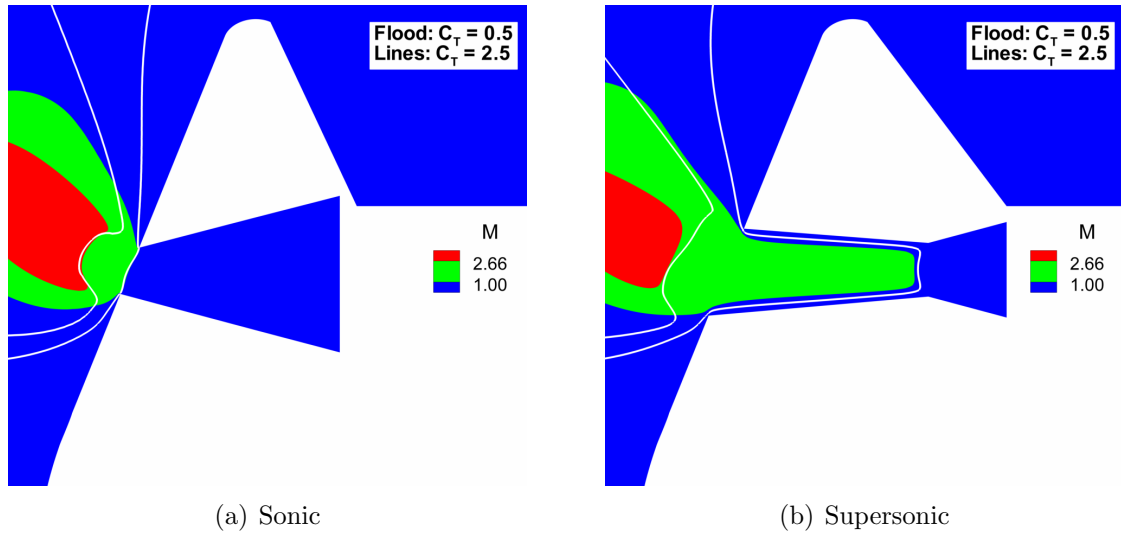 Flood: C_T = 0.5
Lines: C_T = 2.5
M
2.66
1.00
(a) Sonic
Flood: C_T = 0.5
Lines: C_T = 2.5
M
2.66
1.00
(b) Supersonic